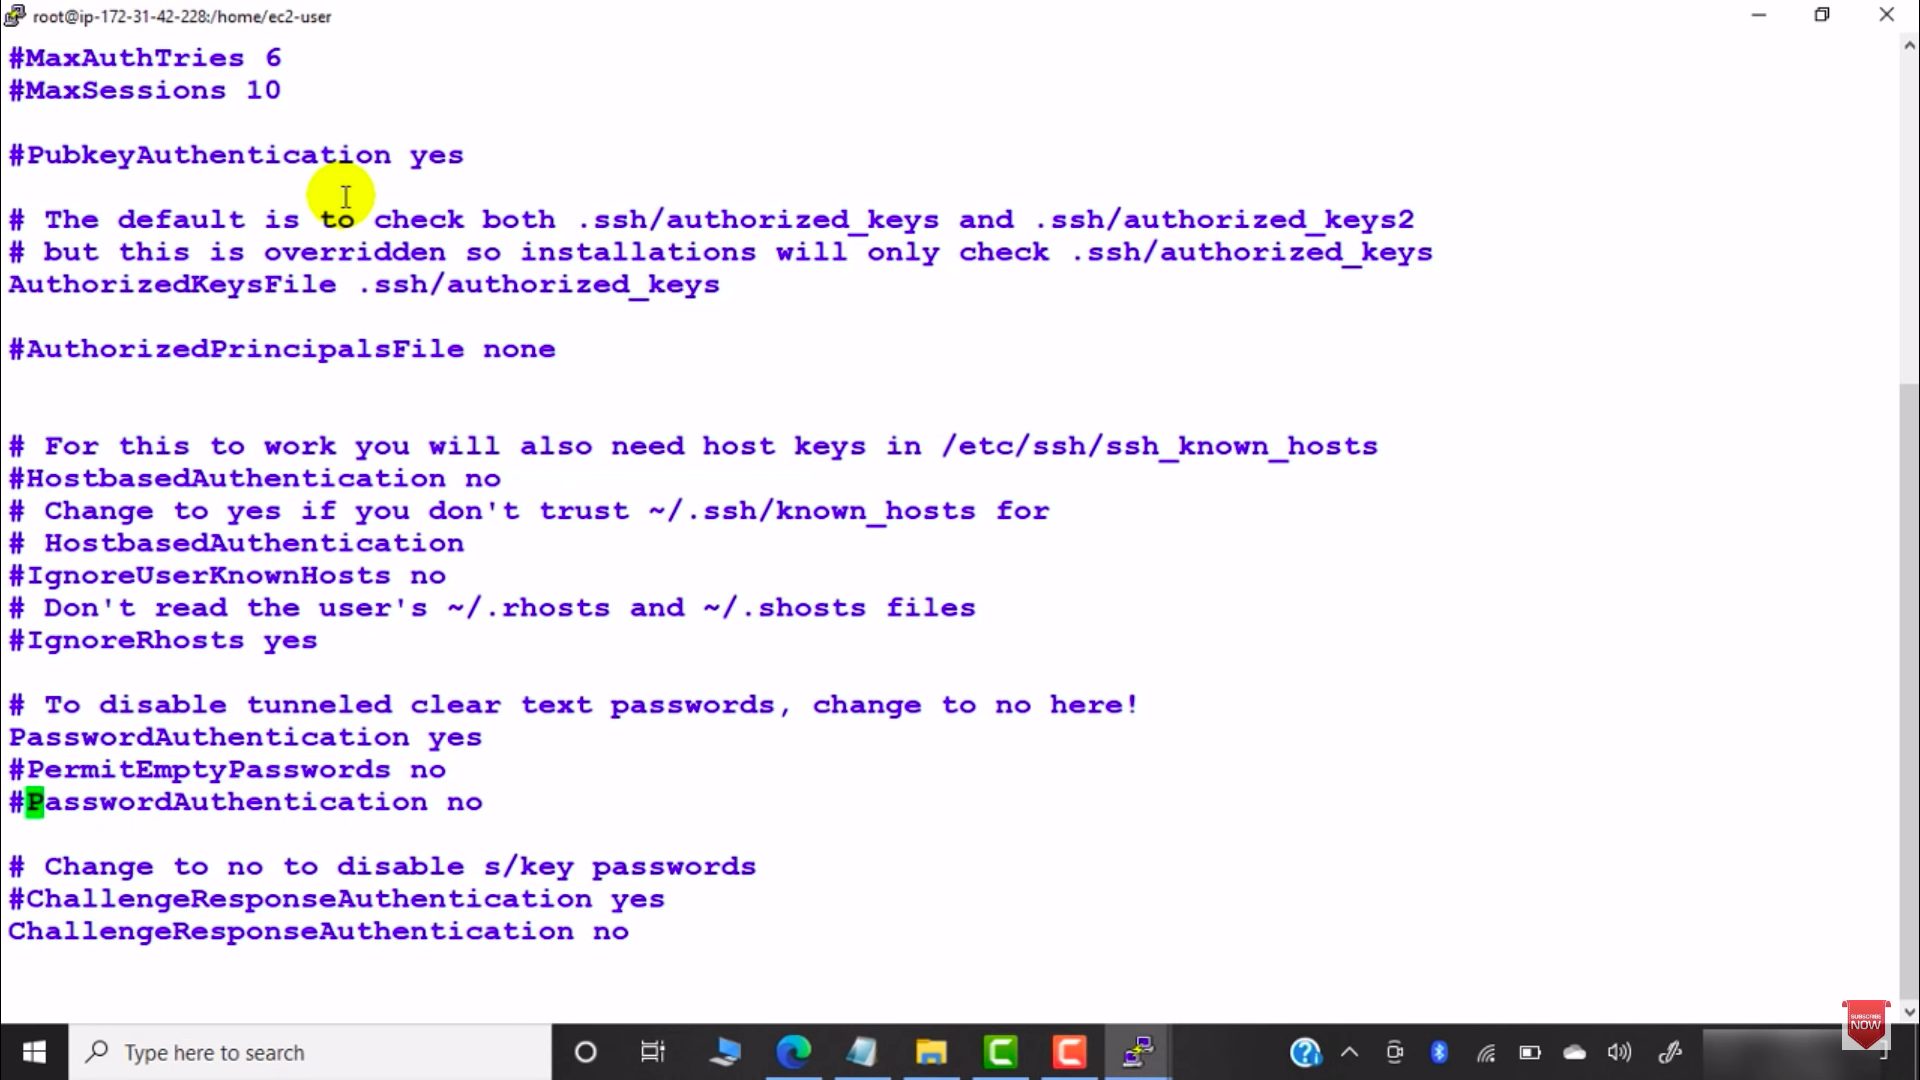 root@ip-172-31-42-228:/home/ec2-user
#MaxAuthTries 6
#MaxSessions 10
#PubkeyAuthentication yes
# The default is to check both .ssh/authorized_keys and .ssh/authorized_keys2
# but this is overridden so installations will only check .ssh/authorized_keys
AuthorizedKeysFile .ssh/authorized_keys
#AuthorizedPrincipalsFile none
# For this to work you will also need host keys in /etc/ssh/ssh_known_hosts
#HostbasedAuthentication no
# Change to yes if you don't trust ~/.ssh/known_hosts for
# HostbasedAuthentication
#IgnoreUserKnownHosts no
# Don't read the user's ~/.rhosts and ~/.shosts files
#IgnoreRhosts yes
# To disable tunneled clear text passwords, change to no here!
PasswordAuthentication yes
#PermitEmptyPasswords no
#PasswordAuthentication no
# Change to no to disable s/key passwords
#ChallengeResponseAuthentication yes
ChallengeResponseAuthentication no
SUBSCRIBE
NOW
Type here to search